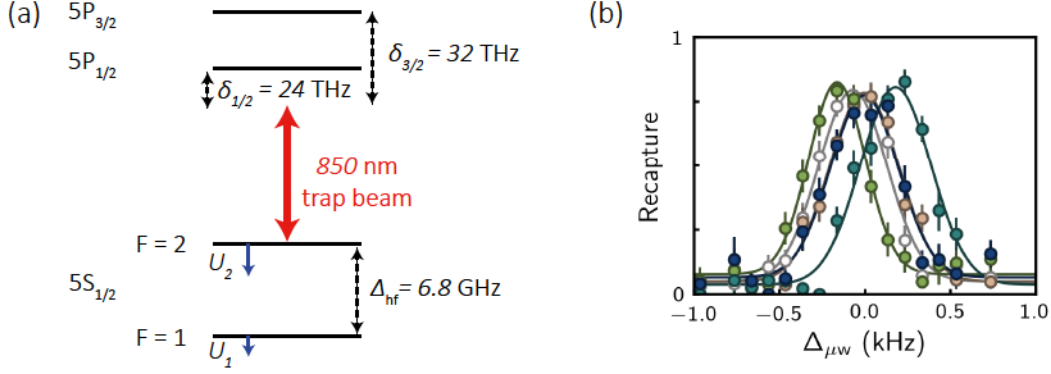 (a)
5P3/2
5P1/2
δ1/2 = 24 THz
δ3/2 = 32 THz
850 nm
trap beam
F = 2
U2
5S1/2
Δhf = 6.8 GHz
F = 1
U1
(b)
1
Recapture
0
−1.0 −0.5 0.0 0.5 1.0
Δμw (kHz)